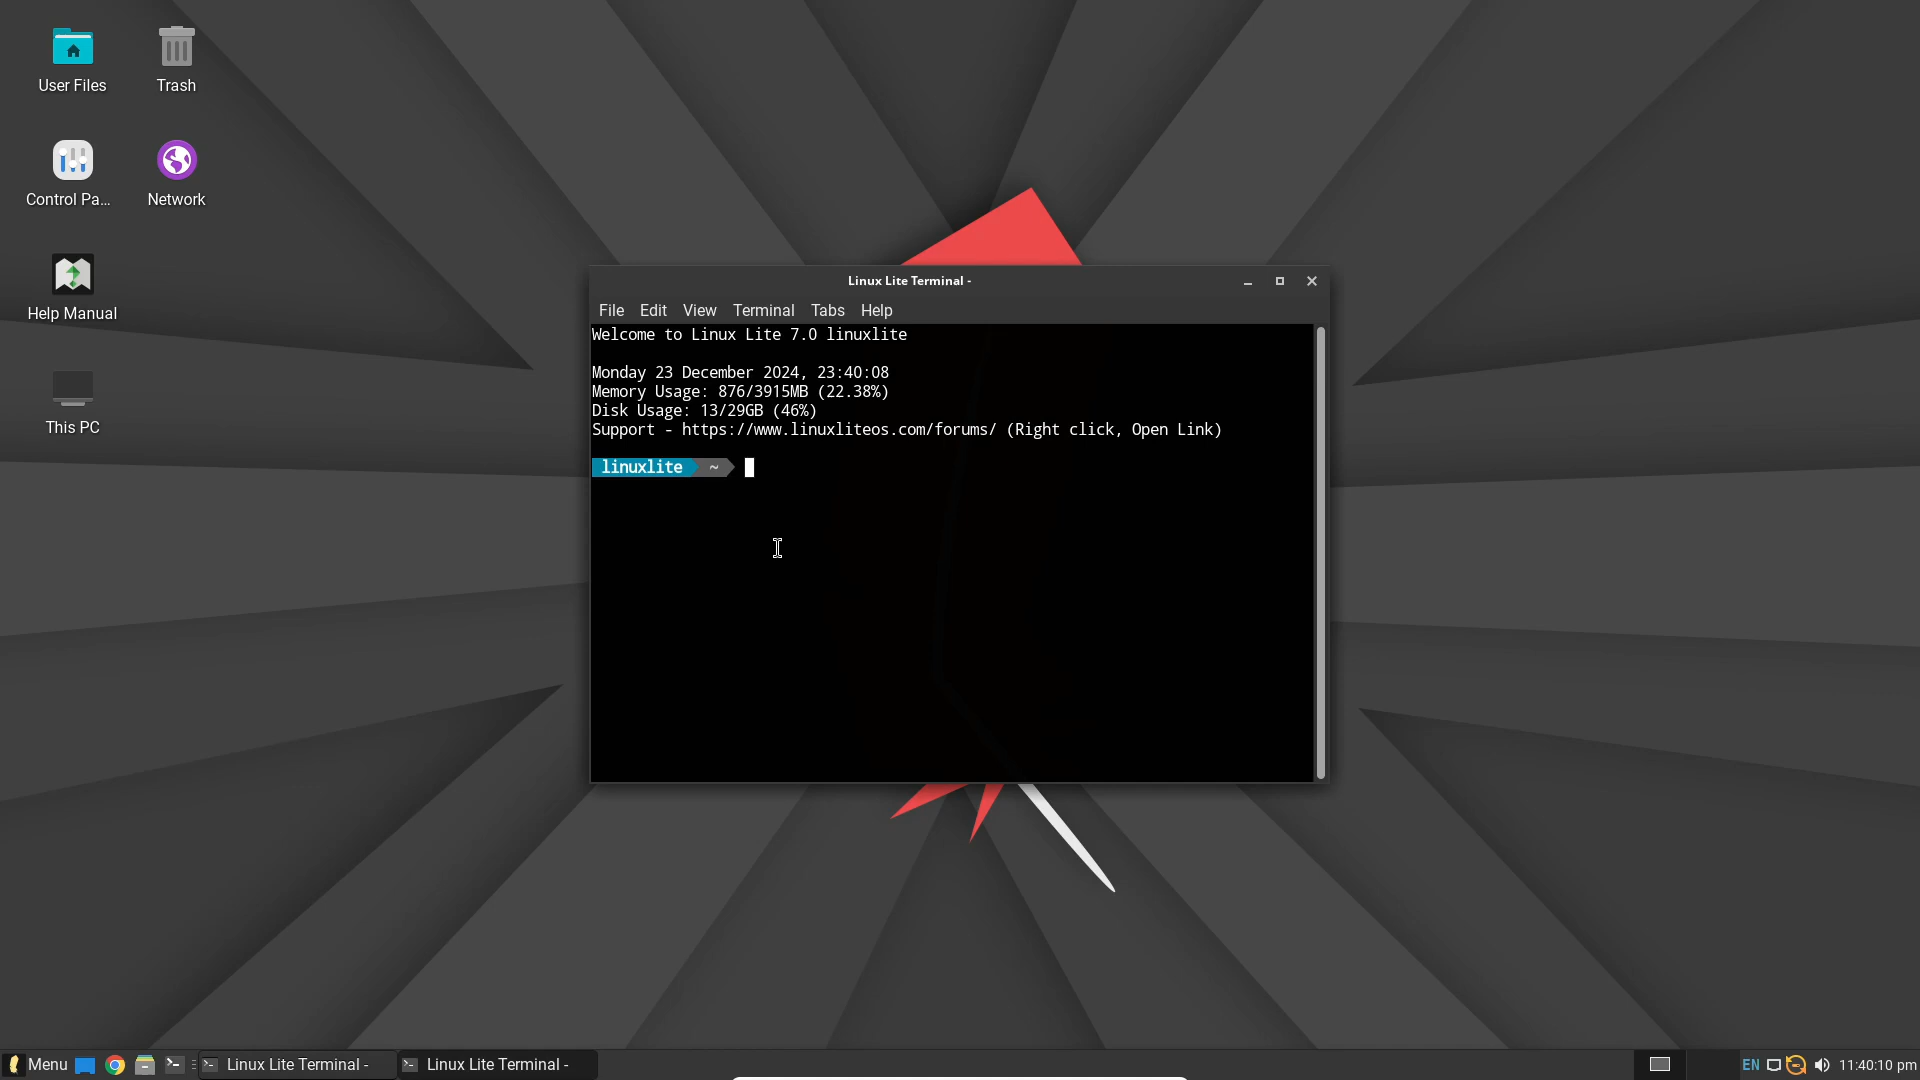 User Files
Trash
Control Pa...
Network
Help Manual
This PC
Linux Lite Terminal -
File Edit View Terminal Tabs Help
Welcome to Linux Lite 7.0 linuxlite
Monday 23 December 2024, 23:40:08
Memory Usage: 876/3915MB (22.38%)
Disk Usage: 13/29GB (46%)
Support - https://www.linuxliteos.com/forums/ (Right click, Open Link)
linuxlite ~
Menu Linux Lite Terminal - Linux Lite Terminal - EN 11:40:10 pm